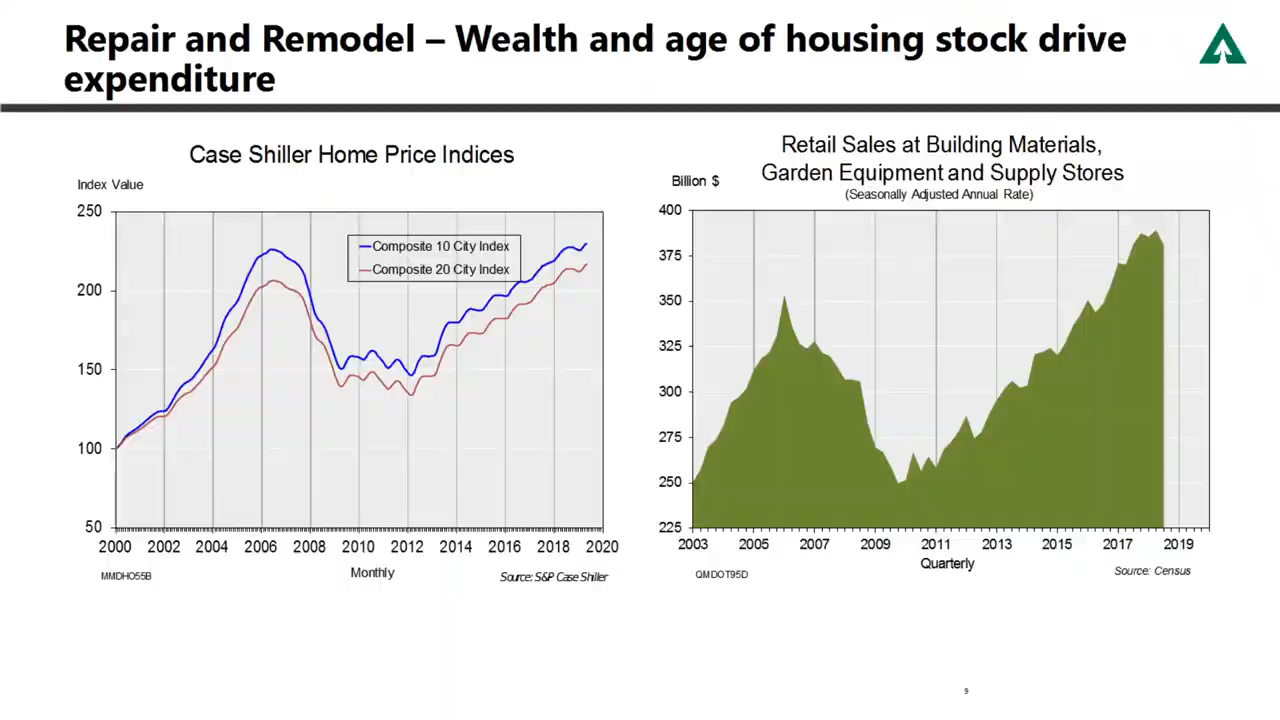 Repair and Remodel – Wealth and age of housing stock drive
expenditure
Case Shiller Home Price Indices
Index Value
250
200
150
100
50
Composite 10 City Index
Composite 20 City Index
2000 2002 2004 2006 2008 2010 2012 2014 2016 2018 2020
MMDHO55B
Monthly
Source: S&P Case Shiller
Retail Sales at Building Materials,
Garden Equipment and Supply Stores
(Seasonally Adjusted Annual Rate)
Billion $
400
375
350
325
300
275
250
225
2003 2005 2007 2009 2011 2013 2015 2017 2019
QMDOT95D
Quarterly
Source: Census
9